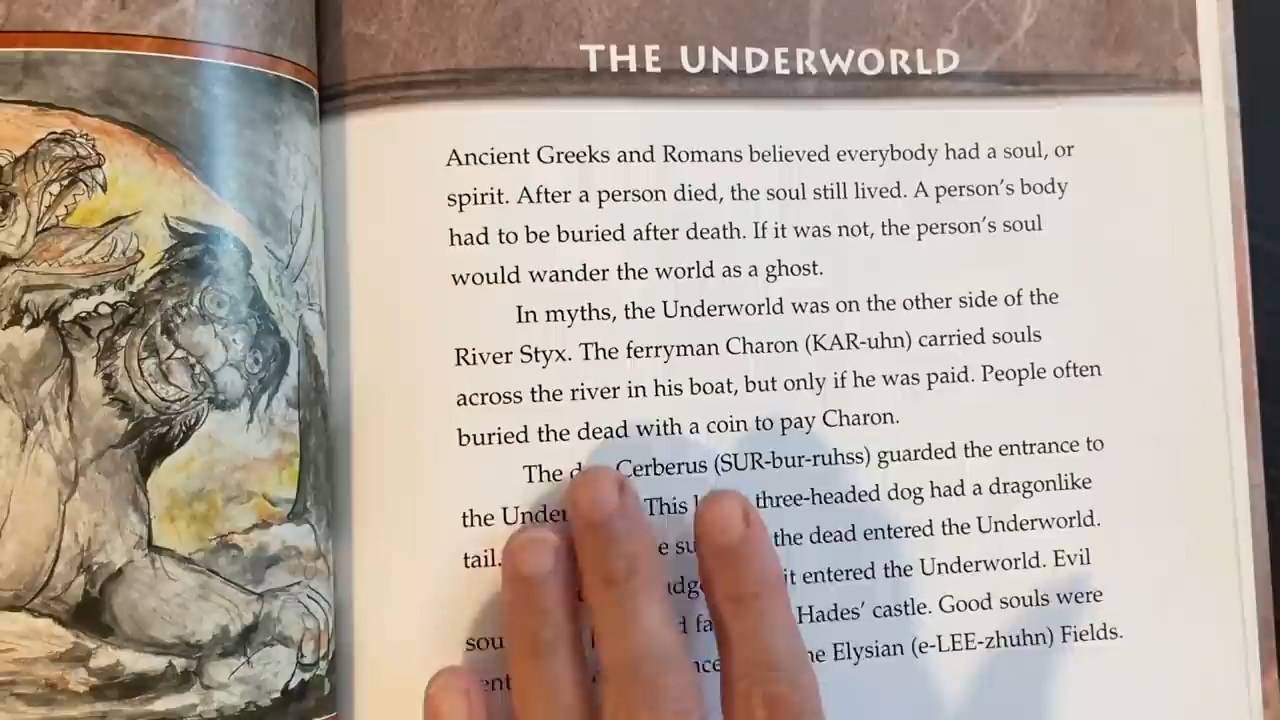 THE UNDERWORLD
Ancient Greeks and Romans believed everybody had a soul, or
spirit. After a person died, the soul still lived. A person's body
had to be buried after death. If it was not, the person's soul
would wander the world as a ghost.
In myths, the Underworld was on the other side of the
River Styx. The ferryman Charon (KAR-uhn) carried souls
across the river in his boat, but only if he was paid. People often
buried the dead with a coin to pay Charon.
The Cerberus (SUR-bur-ruhss) guarded the entrance to
the This three-headed dog had a dragonlike
tail. the dead entered the Underworld.
it entered the Underworld. Evil
Hades' castle. Good souls were
Elysian (e-LEE-zhuhn) Fields.